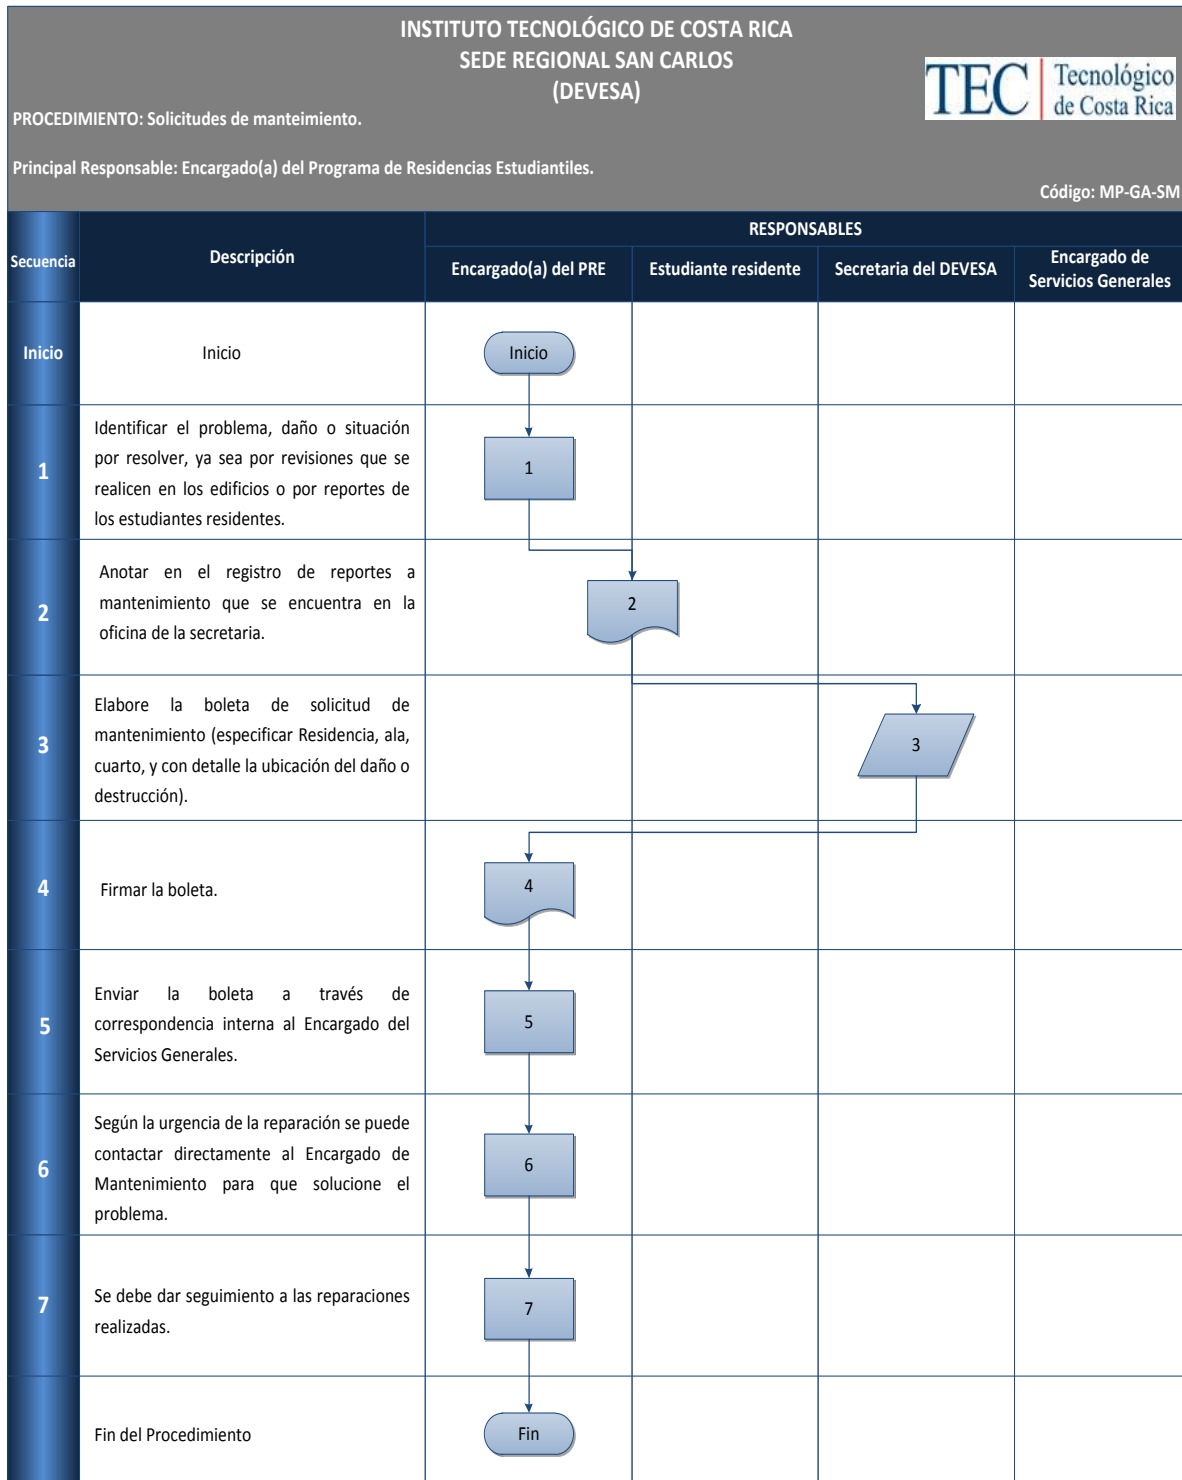 INSTITUTO TECNOLÓGICO DE COSTA RICA
SEDE REGIONAL SAN CARLOS
(DEVESA)
TEC Tecnológico
de Costa Rica
PROCEDIMIENTO: Solicitudes de manteimiento.
Principal Responsable: Encargado(a) del Programa de Residencias Estudiantiles.
Código: MP-GA-SM
Secuencia
Descripción
RESPONSABLES
Encargado(a) del PRE
Estudiante residente
Secretaria del DEVESA
Encargado de
Servicios Generales
Inicio
Inicio
Inicio
1
Identificar el problema, daño o situación
por resolver, ya sea por revisiones que se
realicen en los edificios o por reportes de
los estudiantes residentes.
1
2
Anotar en el registro de reportes a
mantenimiento que se encuentra en la
oficina de la secretaria.
2
3
Elabore la boleta de solicitud de
mantenimiento (especificar Residencia, ala,
cuarto, y con detalle la ubicación del daño o
destrucción).
3
4
Firmar la boleta.
4
5
Enviar la boleta a través de
correspondencia interna al Encargado del
Servicios Generales.
5
6
Según la urgencia de la reparación se puede
contactar directamente al Encargado de
Mantenimiento para que solucione el
problema.
6
7
Se debe dar seguimiento a las reparaciones
realizadas.
7
Fin del Procedimiento
Fin